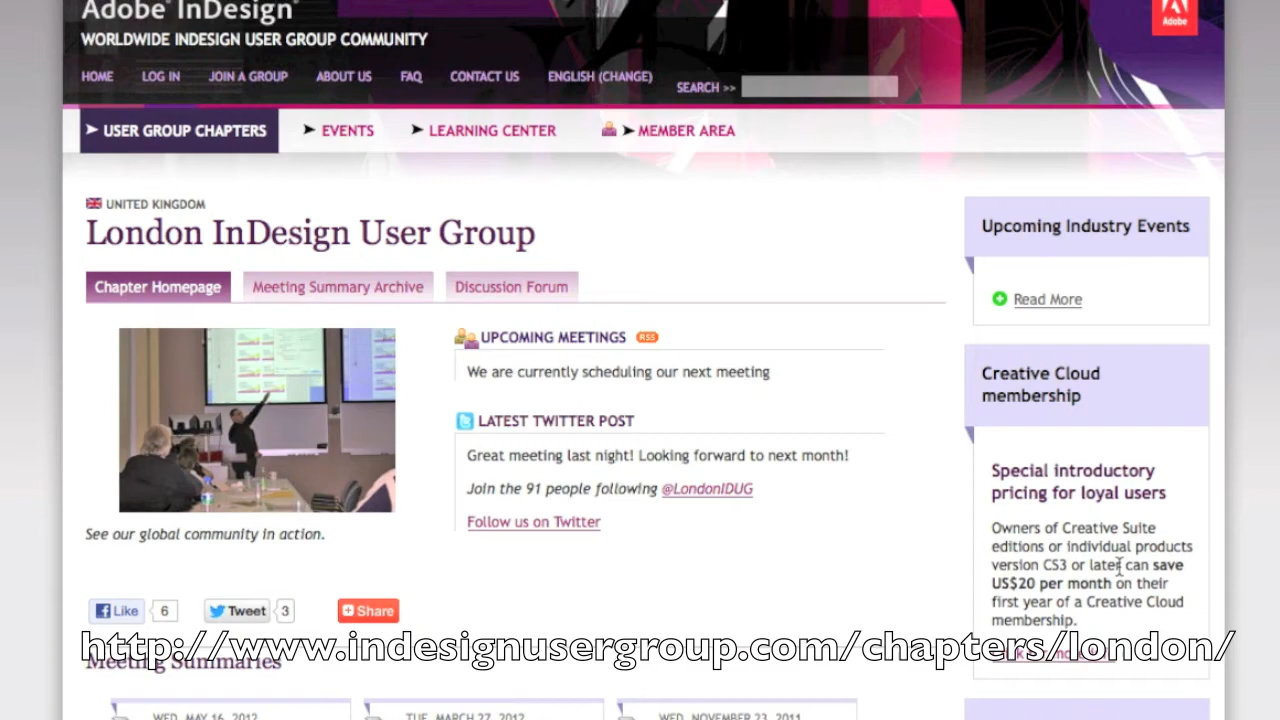 Adobe® InDesign®
Adobe
WORLDWIDE INDESIGN USER GROUP COMMUNITY
HOME LOG IN JOIN A GROUP ABOUT US FAQ CONTACT US ENGLISH (CHANGE) SEARCH >>
USER GROUP CHAPTERS EVENTS LEARNING CENTER MEMBER AREA
UNITED KINGDOM
London InDesign User Group
Chapter Homepage Meeting Summary Archive Discussion Forum
See our global community in action.
UPCOMING MEETINGS RSS
We are currently scheduling our next meeting
LATEST TWITTER POST
Great meeting last night! Looking forward to next month!
Join the 91 people following @LondonIDUG
Follow us on Twitter
Like 6 Tweet 3 Share
Upcoming Industry Events
Read More
Creative Cloud
membership
Special introductory
pricing for loyal users
Owners of Creative Suite
editions or individual products
version CS3 or later can save
US$20 per month on their
first year of a Creative Cloud
membership.
http://www.indesignusergroup.com/chapters/london/
Meeting Summaries
WED, MAY 16, 2012 TUE, MARCH 27, 2012 WED, NOVEMBER 23, 2011